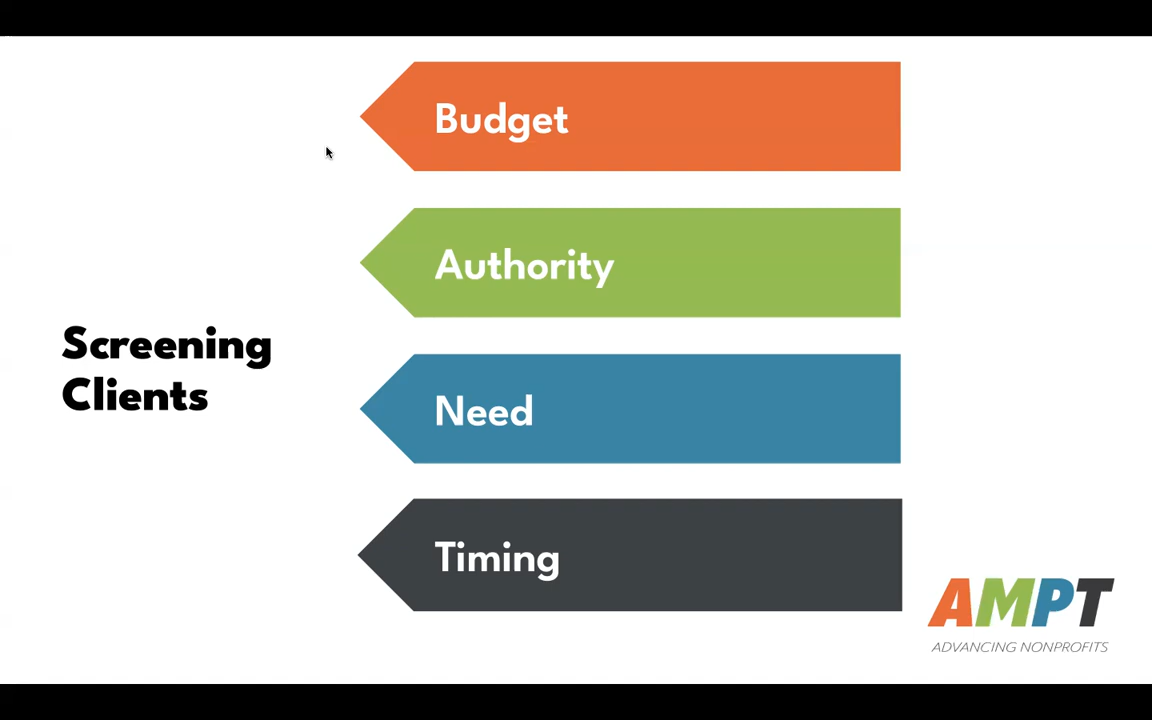 Screening
Clients
Budget
Authority
Need
Timing
AMPT
ADVANCING NONPROFITS